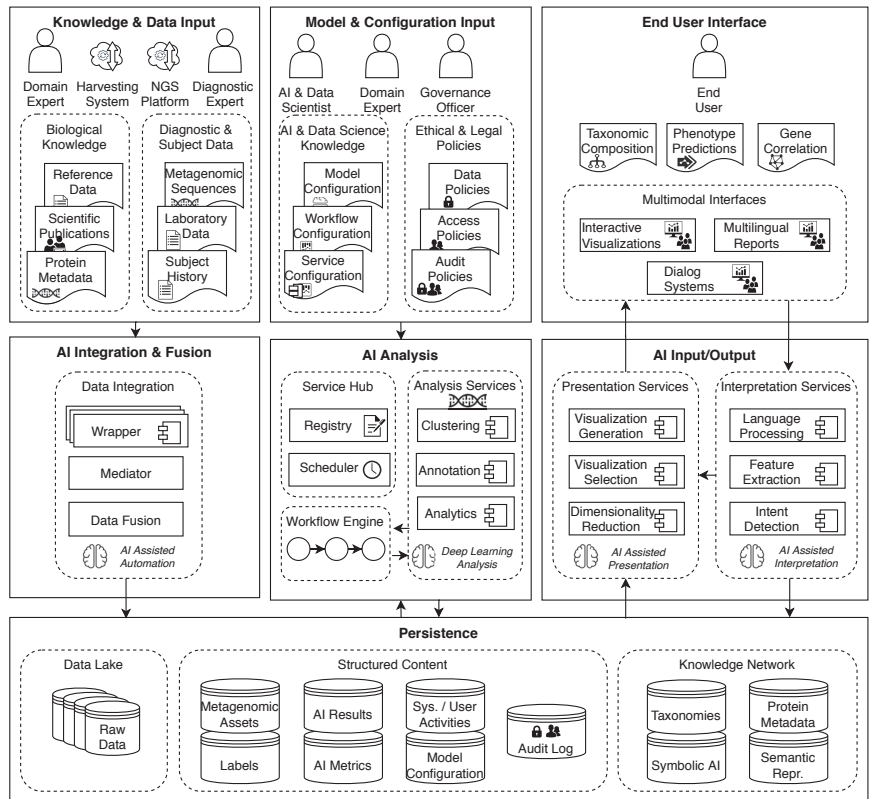 Knowledge & Data Input
Domain
Expert
Harvesting
System
NGS
Platform
Diagnostic
Expert
Biological
Knowledge
Reference
Data
Scientific
Publications
Protein
Metadata
Diagnostic &
Subject Data
Metagenomic
Sequences
Laboratory
Data
Subject
History
Model & Configuration Input
AI & Data
Scientist
Domain
Expert
Governance
Officer
AI & Data Science
Knowledge
Model
Configuration
Workflow
Configuration
Service
Configuration
Ethical & Legal
Policies
Data
Policies
Access
Policies
Audit
Policies
End User Interface
End
User
Taxonomic
Composition
Phenotype
Predictions
Gene
Correlation
Multimodal Interfaces
Interactive
Visualizations
Multilingual
Reports
Dialog
Systems
AI Integration & Fusion
Data Integration
Wrapper
Mediator
Data Fusion
AI Assisted
Automation
AI Analysis
Service Hub
Registry
Scheduler
Workflow Engine
Analysis Services
Clustering
Annotation
Analytics
Deep Learning
Analysis
AI Input/Output
Presentation Services
Visualization
Generation
Visualization
Selection
Dimensionality
Reduction
AI Assisted
Presentation
Interpretation Services
Language
Processing
Feature
Extraction
Intent
Detection
AI Assisted
Interpretation
Persistence
Data Lake
Raw
Data
Structured Content
Metagenomic
Assets
AI Results
Sys. / User
Activities
Labels
AI Metrics
Model
Configuration
Audit Log
Knowledge Network
Taxonomies
Protein
Metadata
Symbolic AI
Semantic
Repr.